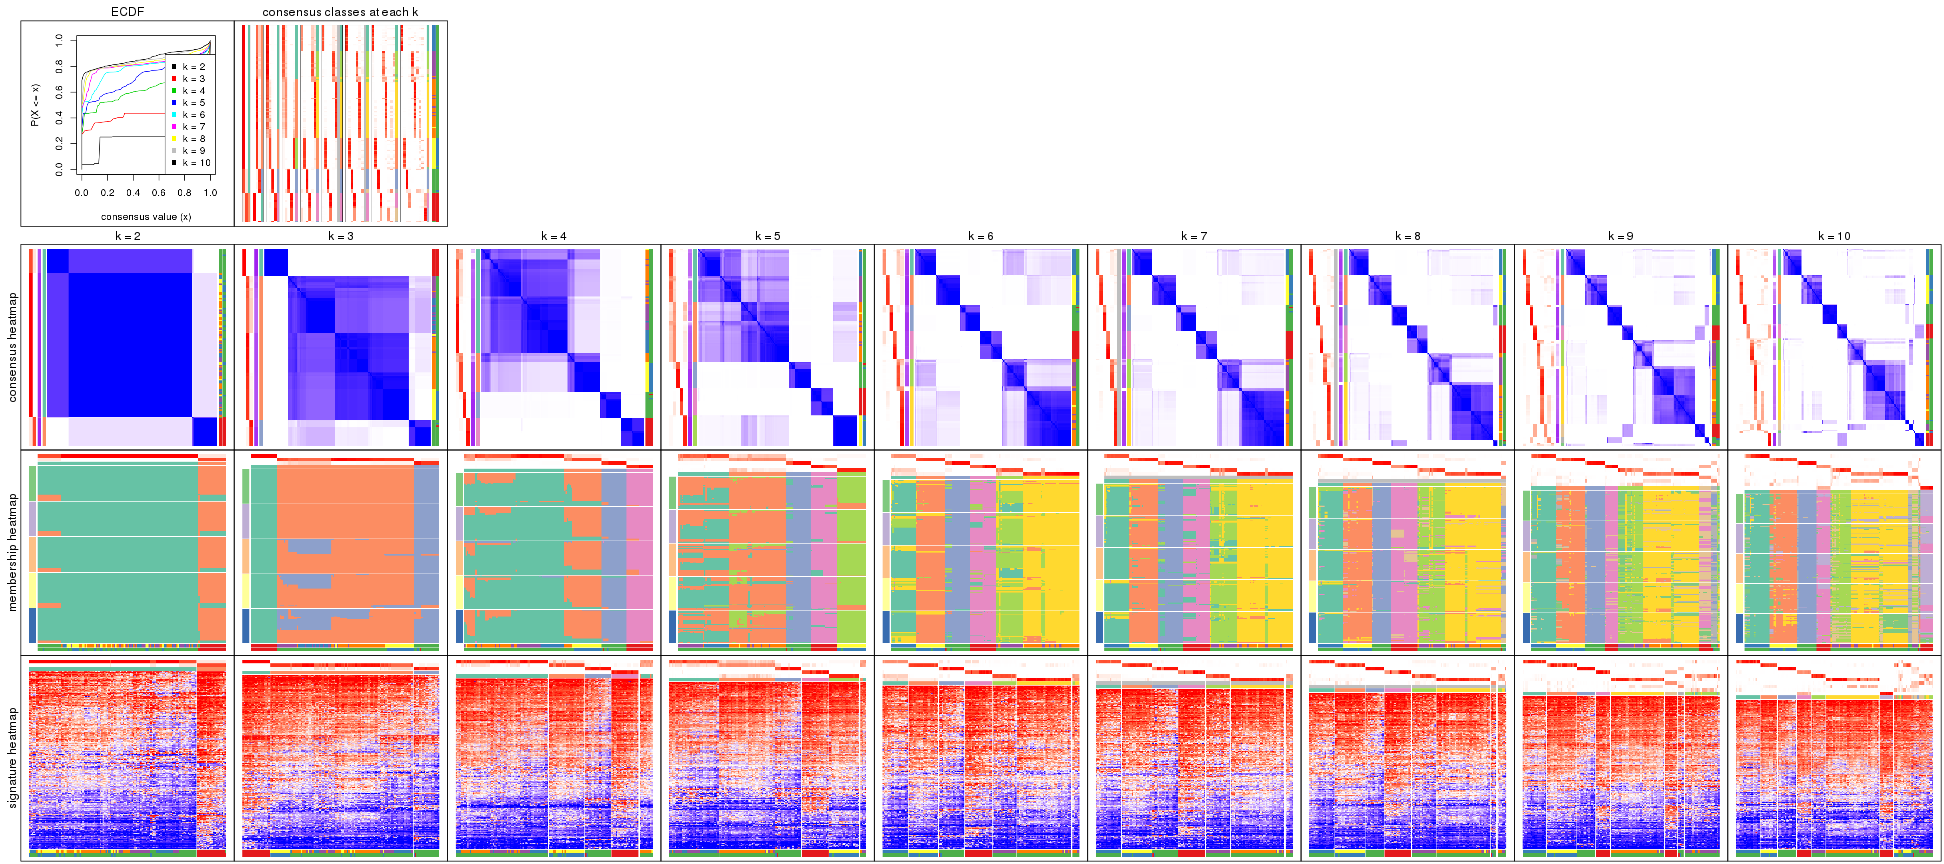 ECDF
consensus classes at each k
P(X <= x)
0.0 0.2 0.4 0.6 0.8 1.0
k = 2
k = 3
k = 4
k = 5
k = 6
k = 7
k = 8
k = 9
k = 10
0.0 0.2 0.4 0.6 0.8 1.0
consensus value (x)
k = 2 k = 3 k = 4 k = 5 k = 6 k = 7 k = 8 k = 9 k = 10
consensus heatmap
membership heatmap
signature heatmap